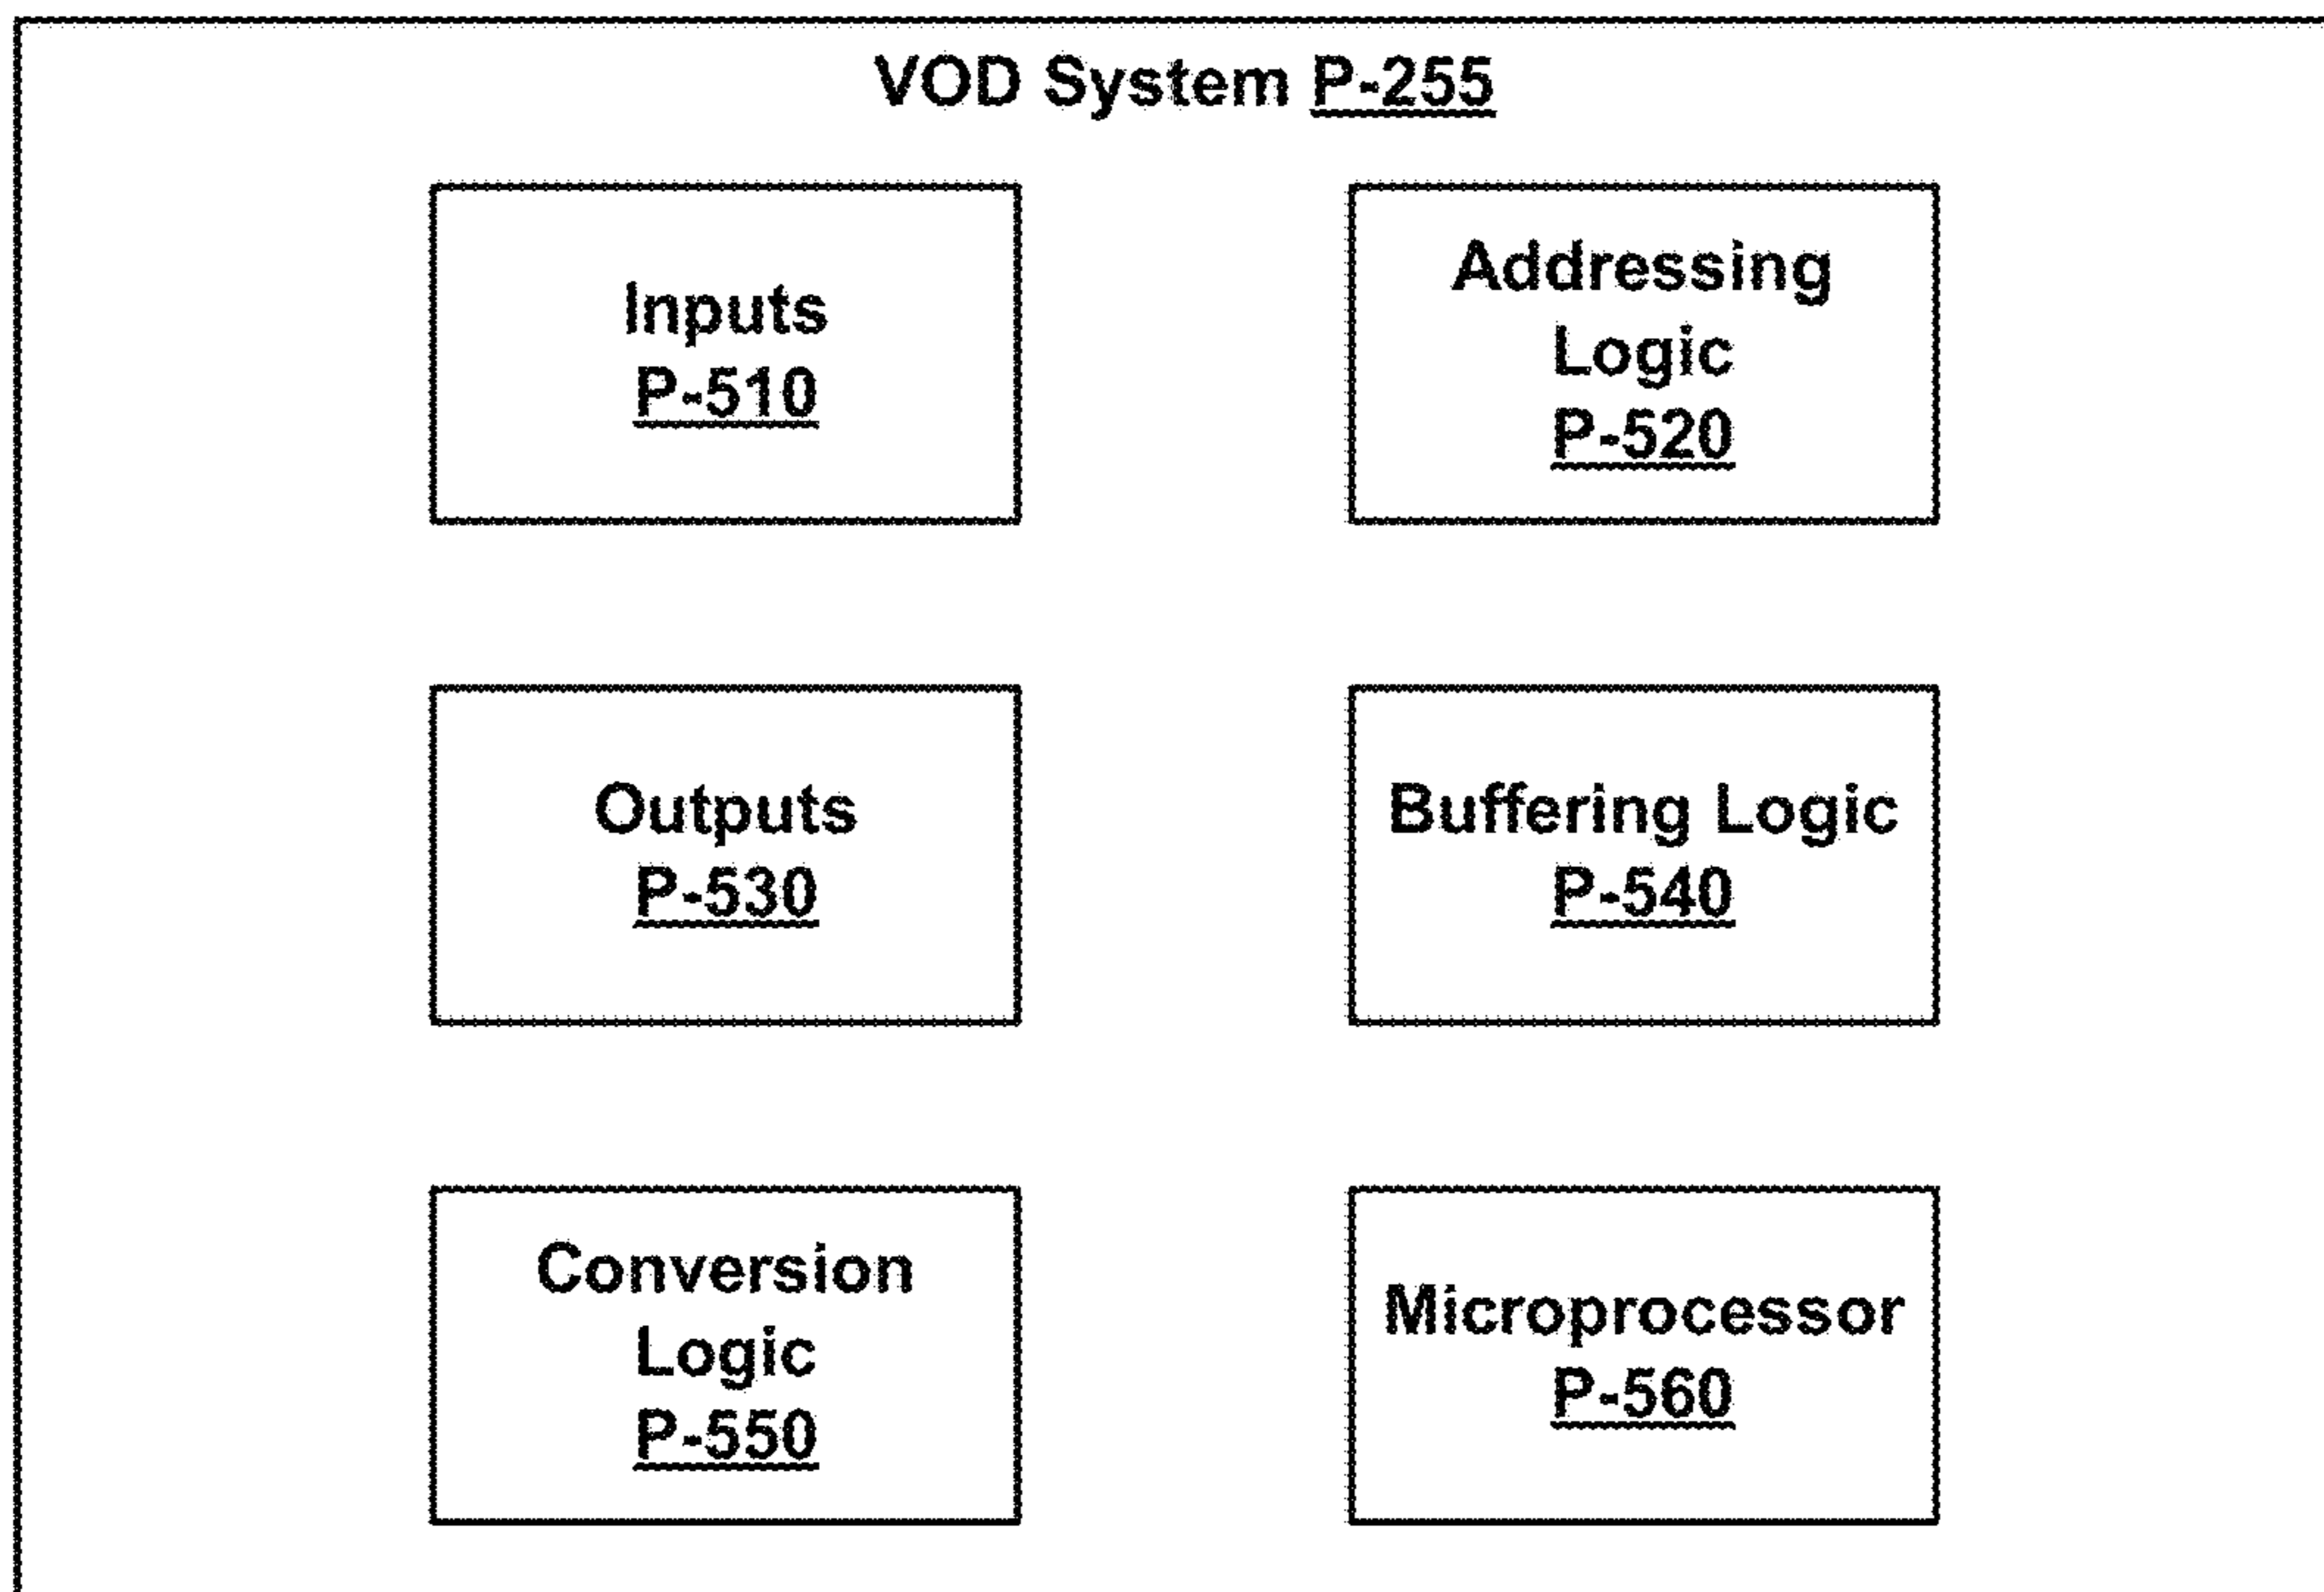 VOD System P-255
Inputs
P-510
Addressing
Logic
P-520
Outputs
P-530
Buffering Logic
P-540
Conversion
Logic
P-550
Microprocessor
P-560